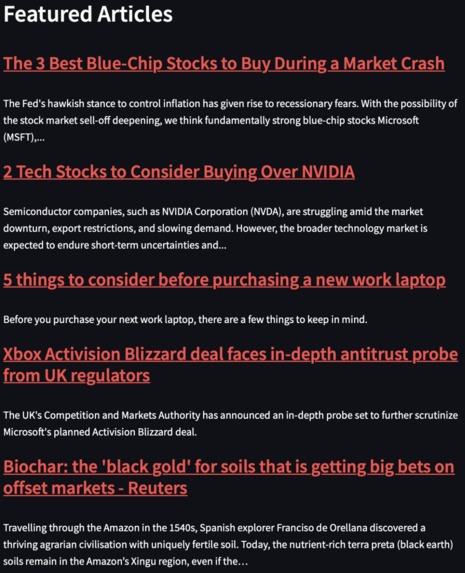 Featured Articles
The 3 Best Blue-Chip Stocks to Buy During a Market Crash
The Fed's hawkish stance to control inflation has given rise to recessionary fears. With the possibility of
the stock market sell-off deepening, we think fundamentally strong blue-chip stocks Microsoft
(MSFT),...
2 Tech Stocks to Consider Buying Over NVIDIA
Semiconductor companies, such as NVIDIA Corporation (NVDA), are struggling amid the market
downturn, export restrictions, and slowing demand. However, the broader technology market is
expected to endure short-term uncertainties and...
5 things to consider before purchasing a new work laptop
Before you purchase your next work laptop, there are a few things to keep in mind.
Xbox Activision Blizzard deal faces in-depth antitrust probe
from UK regulators
The UK's Competition and Markets Authority has announced an in-depth probe set to further scrutinize
Microsoft's planned Activision Blizzard deal.
Biochar: the 'black gold' for soils that is getting big bets on
offset markets - Reuters
Travelling through the Amazon in the 1540s, Spanish explorer Franciso de Orellana discovered a
thriving agrarian civilisation with uniquely fertile soil. Today, the nutrient-rich terra preta (black earth)
soils remain in the Amazon's Xingu region, even if the…